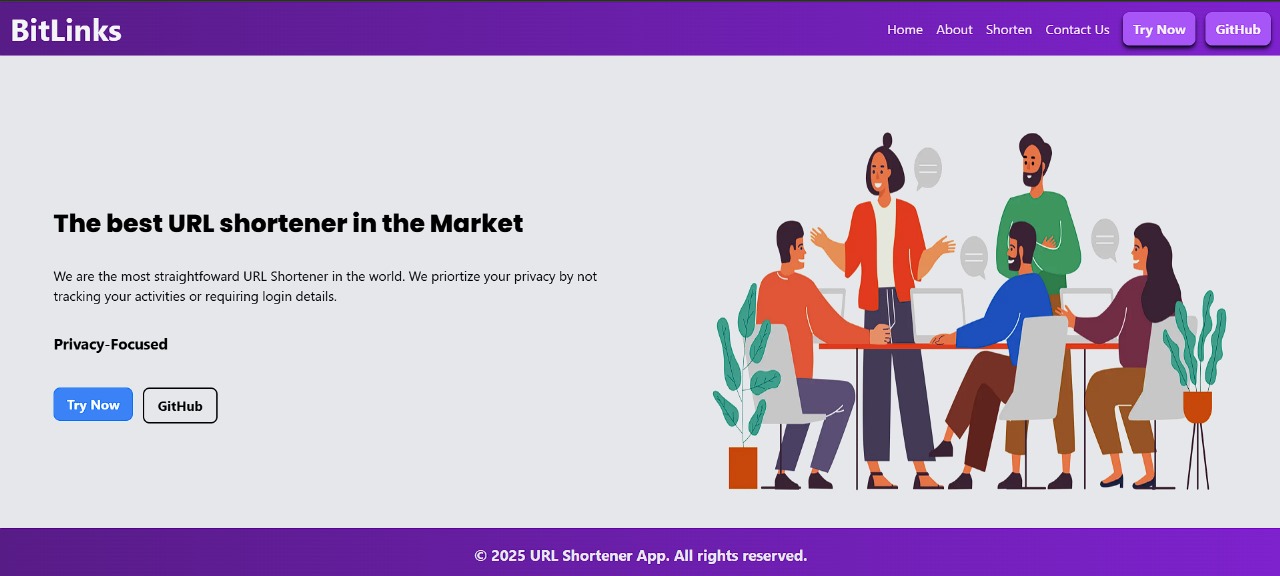 BitLinks
Home
About
Shorten
Contact Us
Try Now
GitHub
The best URL shortener in the Market
We are the most straightfoward URL Shortener in the world. We priortize your privacy by not
tracking your activities or requiring login details.
Privacy-Focused
Try Now
GitHub
© 2025 URL Shortener App. All rights reserved.